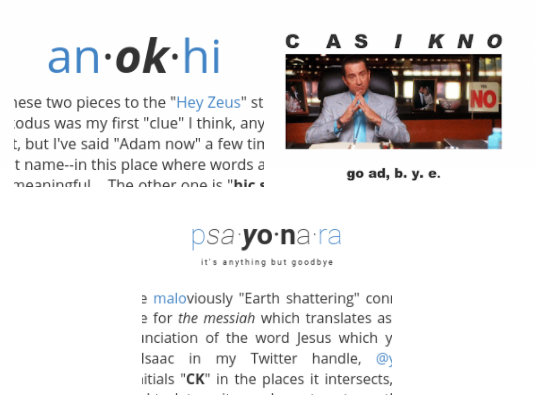 an·ok·hi
hese two pieces to the "Hey Zeus" st
odus was my first "clue" I think, any
t, but I've said "Adam now" a few tim
t name--in this place where words a
meaningful... The other one is "hic s
C AS I K NO
NO
go ad, b. y. e.
psa·yo·na·ra
it's anything but goodbye
e maloviously "Earth shattering" conn
e for the messiah which translates as
unciation of the word Jesus which y
Isaac in my Twitter handle, @y
itials "CK" in the places it intersects,